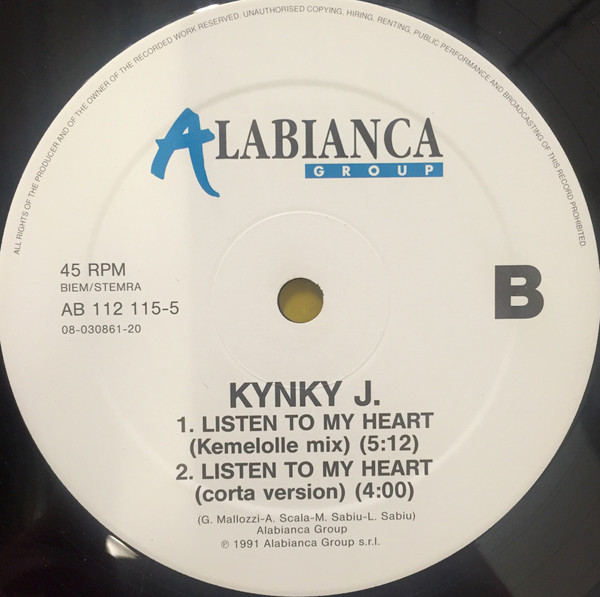 ALL RIGHTS OF THE PRODUCER AND OF THE OWNER OF THE RECORDED WORK RESERVED. UNAUTHORISED COPYING, HIRING, RENTING, PUBLIC PERFORMANCE AND BROADCASTING OF THIS RECORD PROHIBITED.
ALABIANCA
GROUP
45 RPM
BIEM/STEMRA
AB 112 115-5
08-030861-20
B
KYNKY J.
1. LISTEN TO MY HEART
(Kemelolle mix) (5:12)
2. LISTEN TO MY HEART
(corta version) (4:00)
(G. Mallozzi-A. Scala-M. Sabiu-L. Sabiu)
Alabianca Group
℗ 1991 Alabianca Group s.r.l.